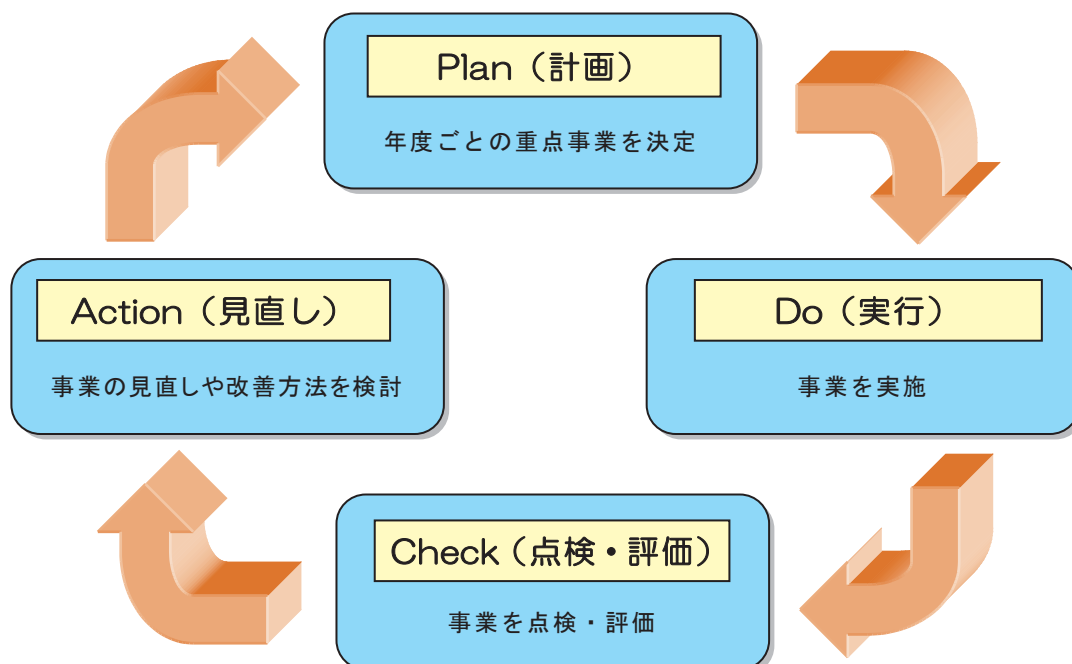 Plan（計画）
年度ごとの重点事業を決定
Action（見直し）
事業の見直しや改善方法を検討
Do（実行）
事業を実施
Check（点検・評価）
事業を点検・評価